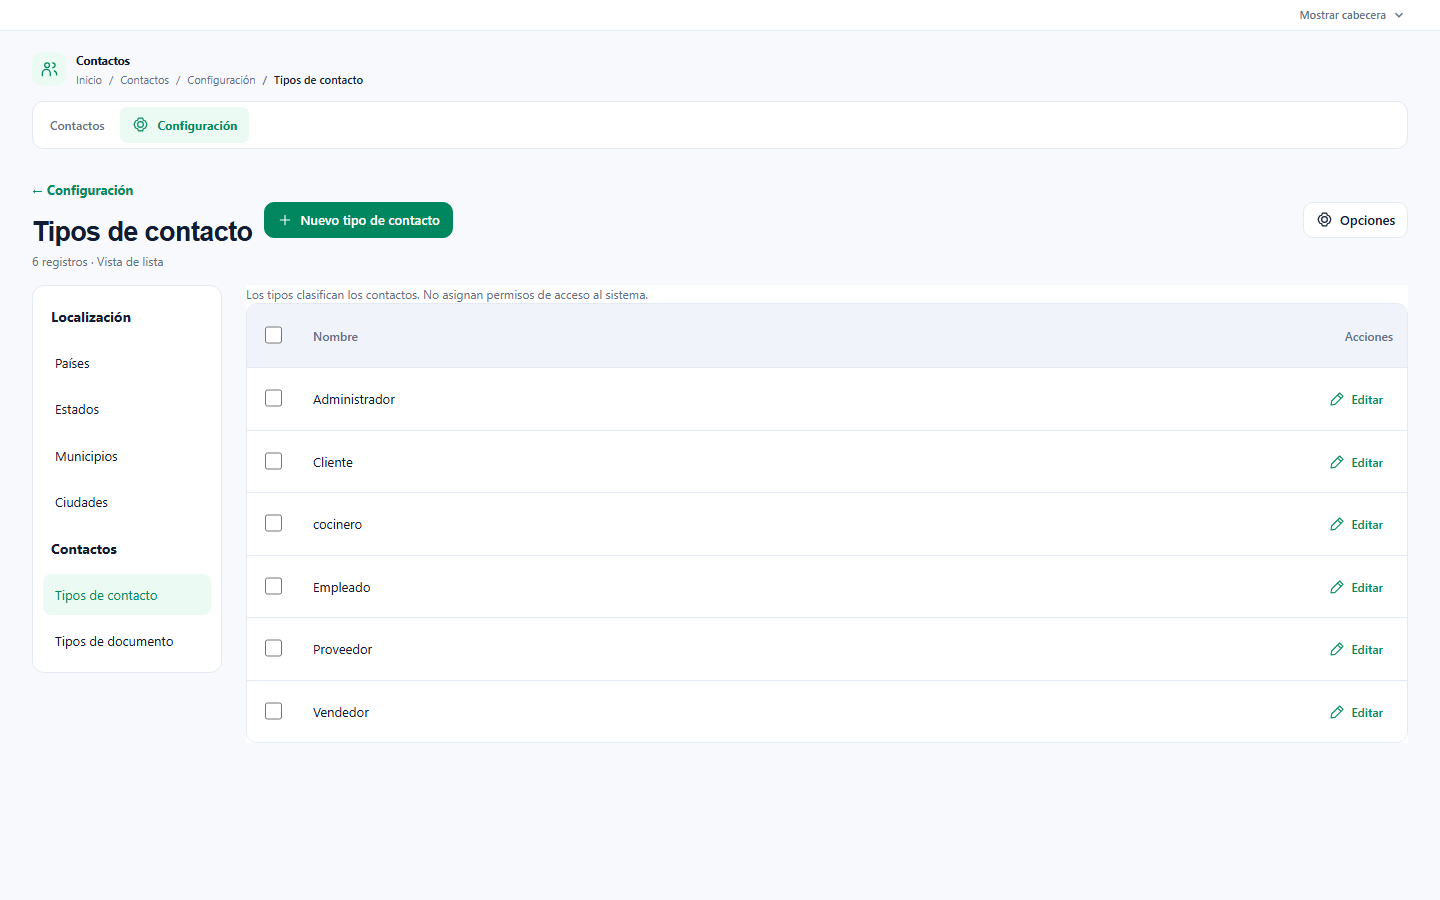 Mostrar cabecera
Contactos
Inicio / Contactos / Configuración / Tipos de contacto
Contactos Configuración
← Configuración
Tipos de contacto
+ Nuevo tipo de contacto
Opciones
6 registros · Vista de lista
Localización
Países
Estados
Municipios
Ciudades
Contactos
Tipos de contacto
Tipos de documento
Los tipos clasifican los contactos. No asignan permisos de acceso al sistema.
Nombre Acciones
Administrador Editar
Cliente Editar
cocinero Editar
Empleado Editar
Proveedor Editar
Vendedor Editar